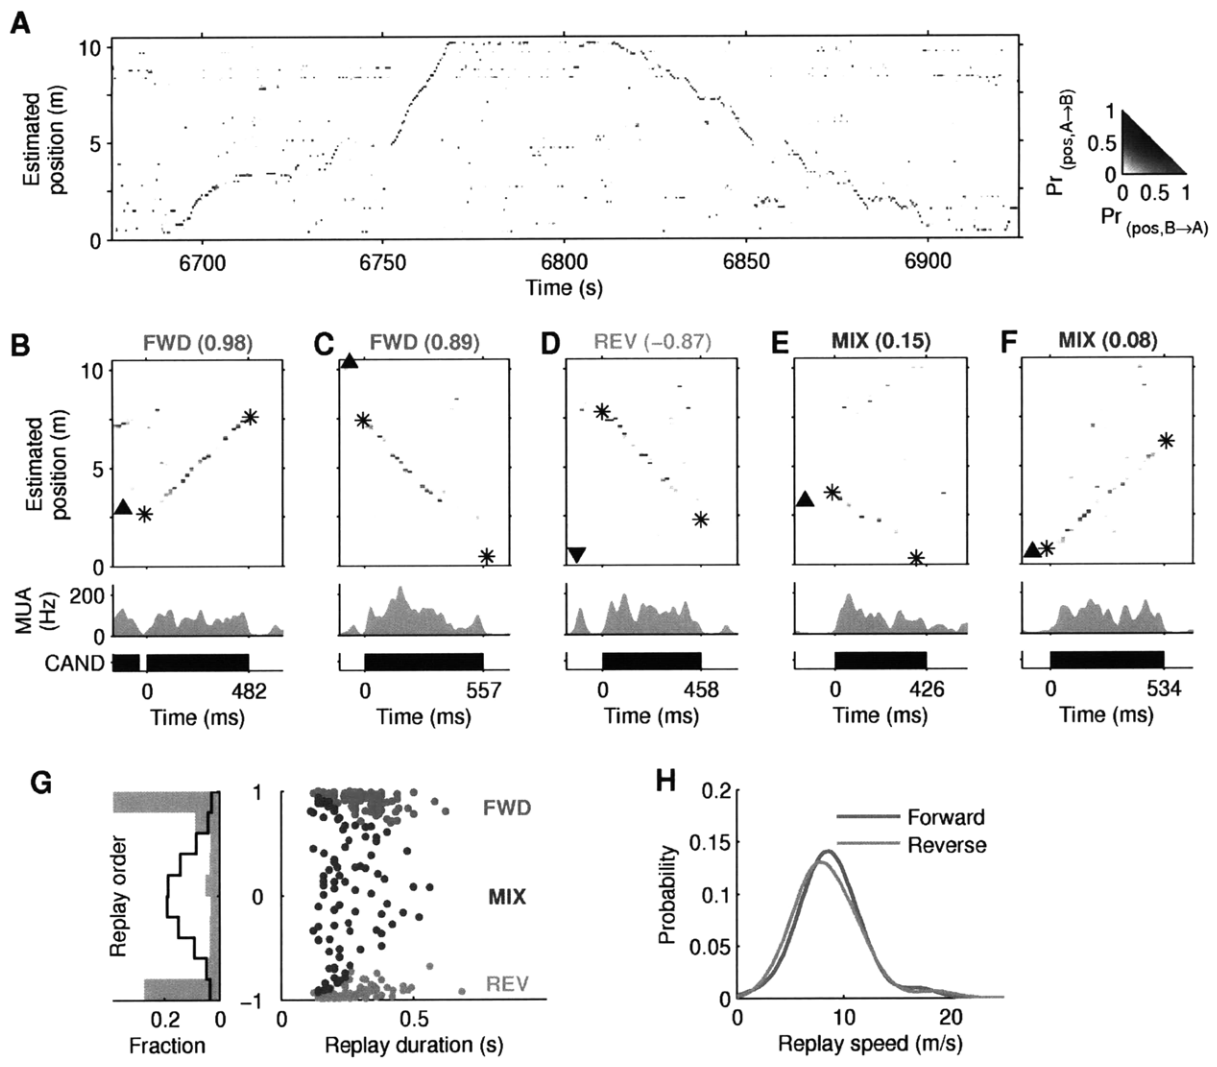 A
Estimated position (m)
10
5
0
6700 6750 6800 6850 6900
Time (s)
Pr (pos,A→B)
1
0.5
0
0 0.5 1
Pr (pos,B→A)
B FWD (0.98) C FWD (0.89) D REV (−0.87) E MIX (0.15) F MIX (0.08)
Estimated position (m)
10
5
0
MUA (Hz)
200
0
CAND
0 482 0 557 0 458 0 426 0 534
Time (ms) Time (ms) Time (ms) Time (ms) Time (ms)
G
Replay order
0.2 0
Fraction
1
0
−1
FWD
MIX
REV
0 0.5
Replay duration (s)
H
Probability
0.2
0.15
0.1
0.05
0
Forward
Reverse
0 10 20
Replay speed (m/s)